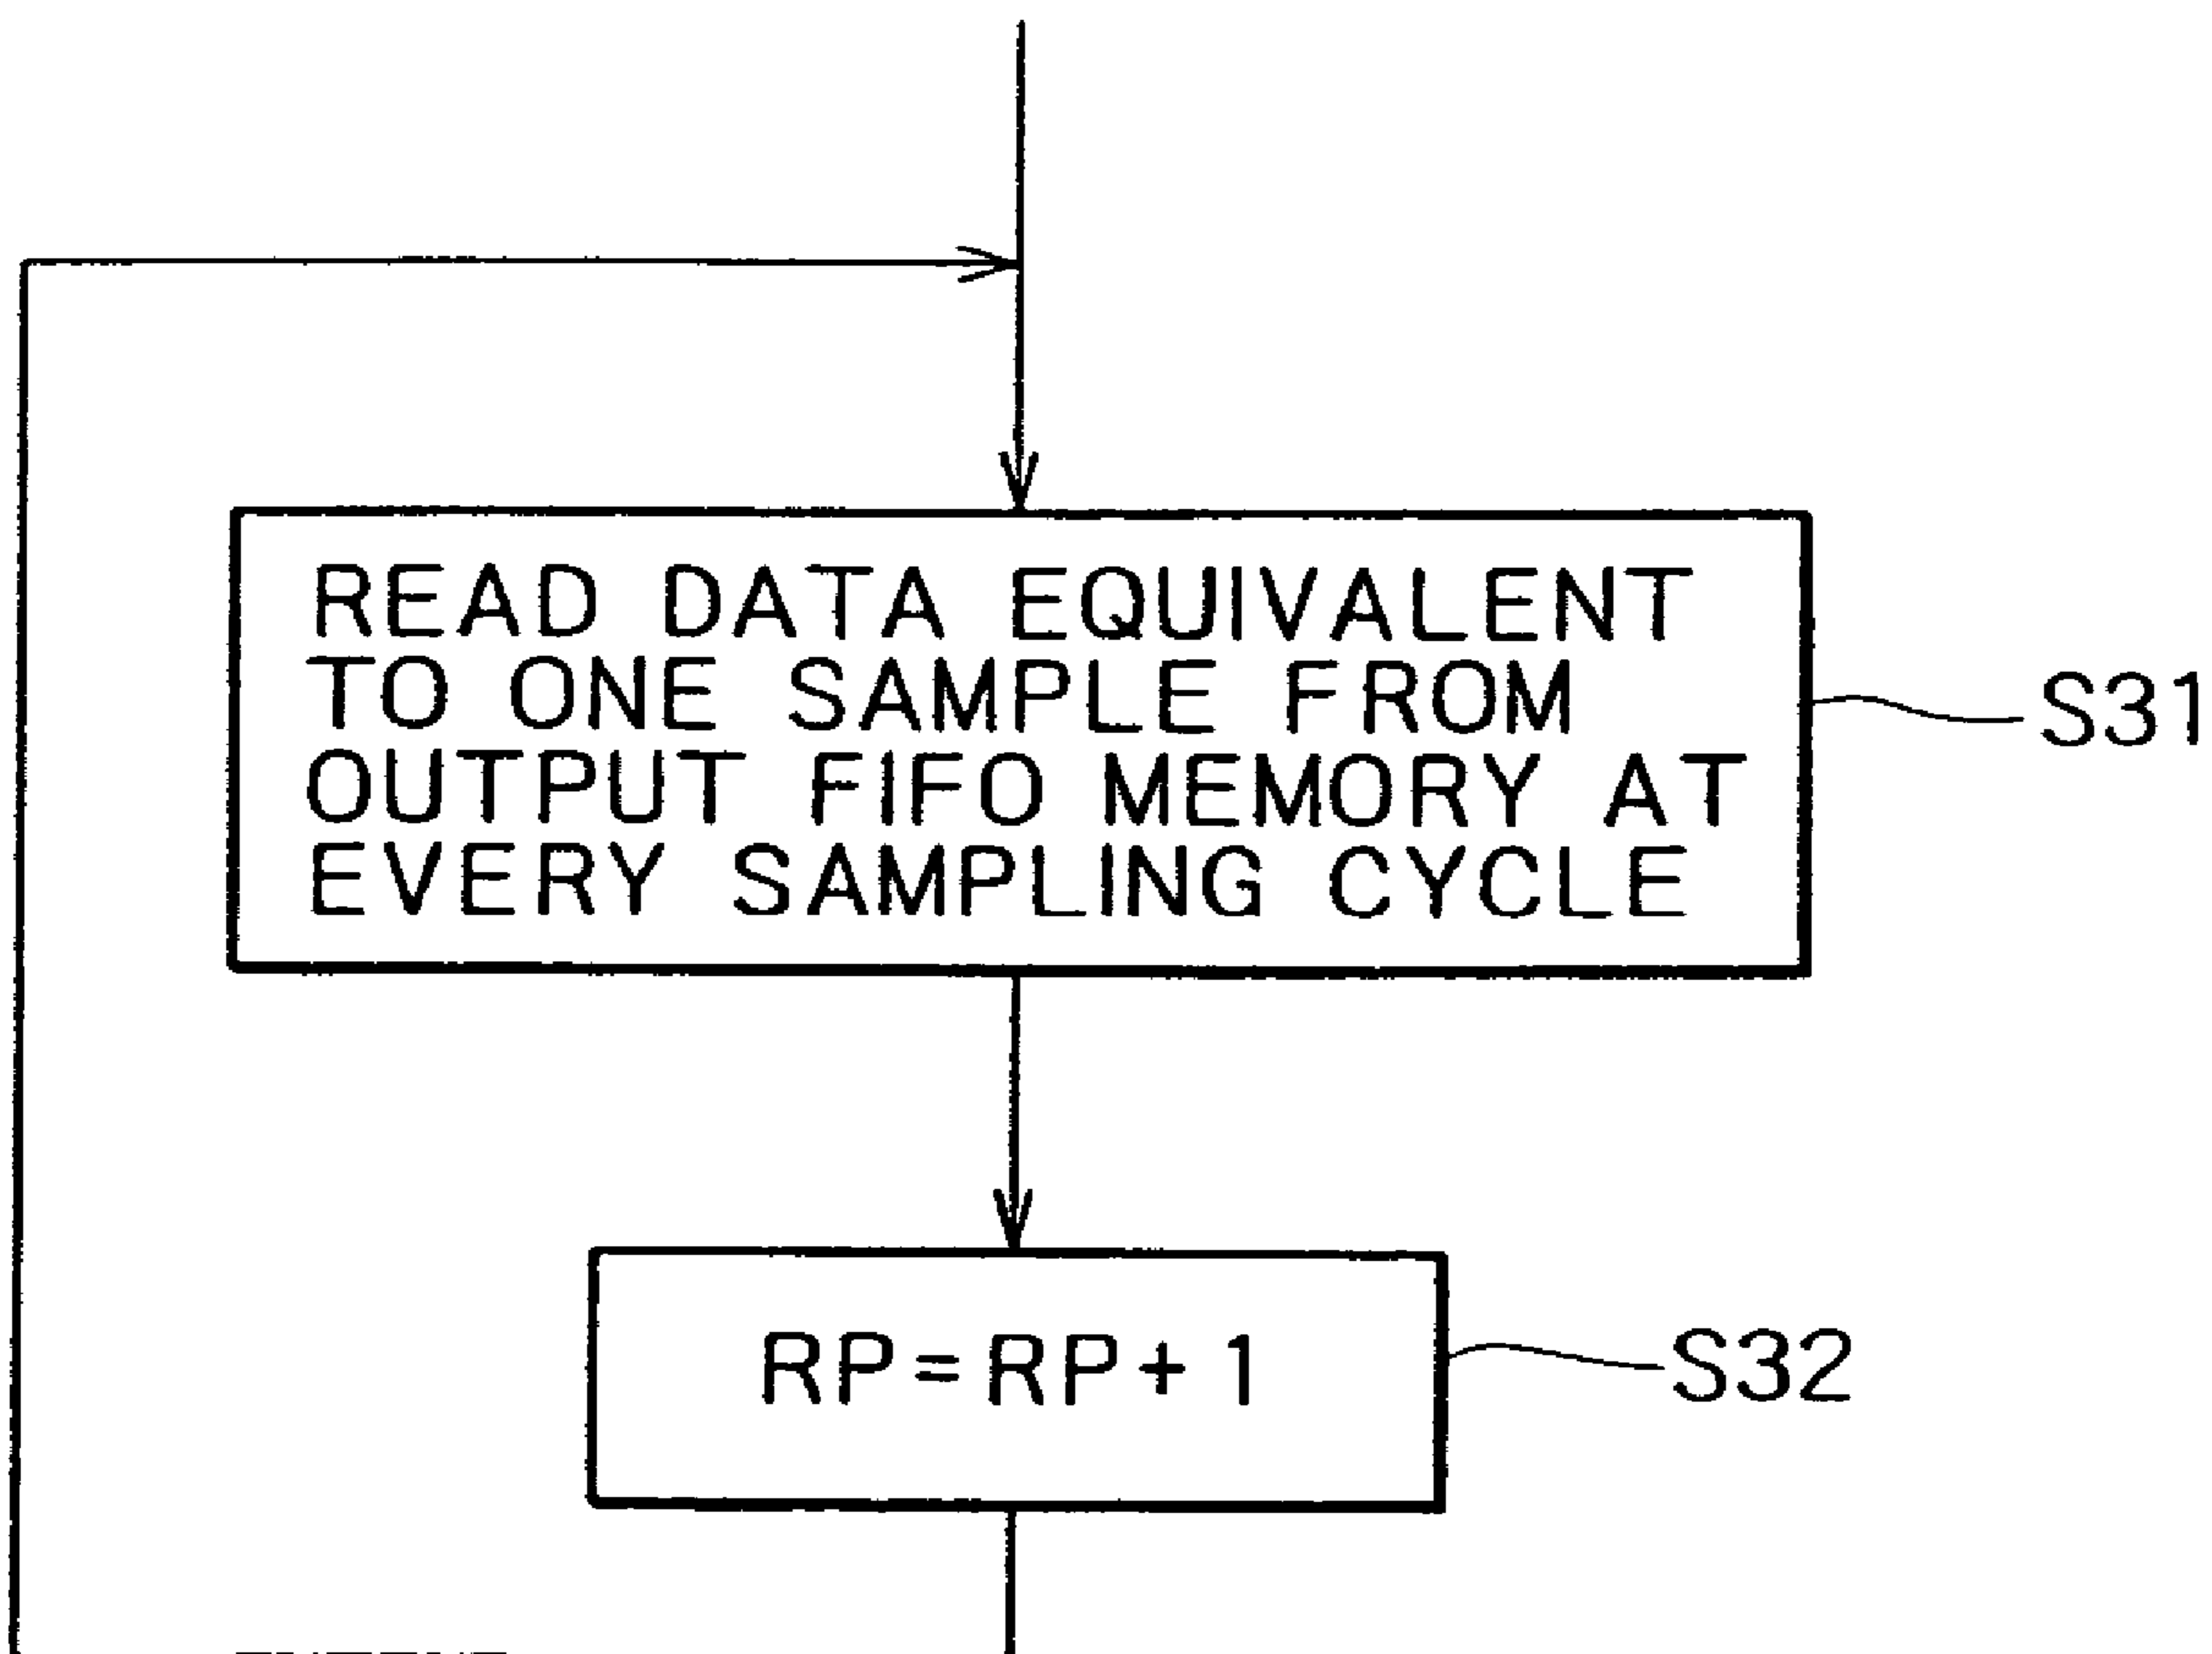 READ DATA EQUIVALENT
TO ONE SAMPLE FROM
OUTPUT FIFO MEMORY AT
EVERY SAMPLING CYCLE
S31
RP=RP+1
S32